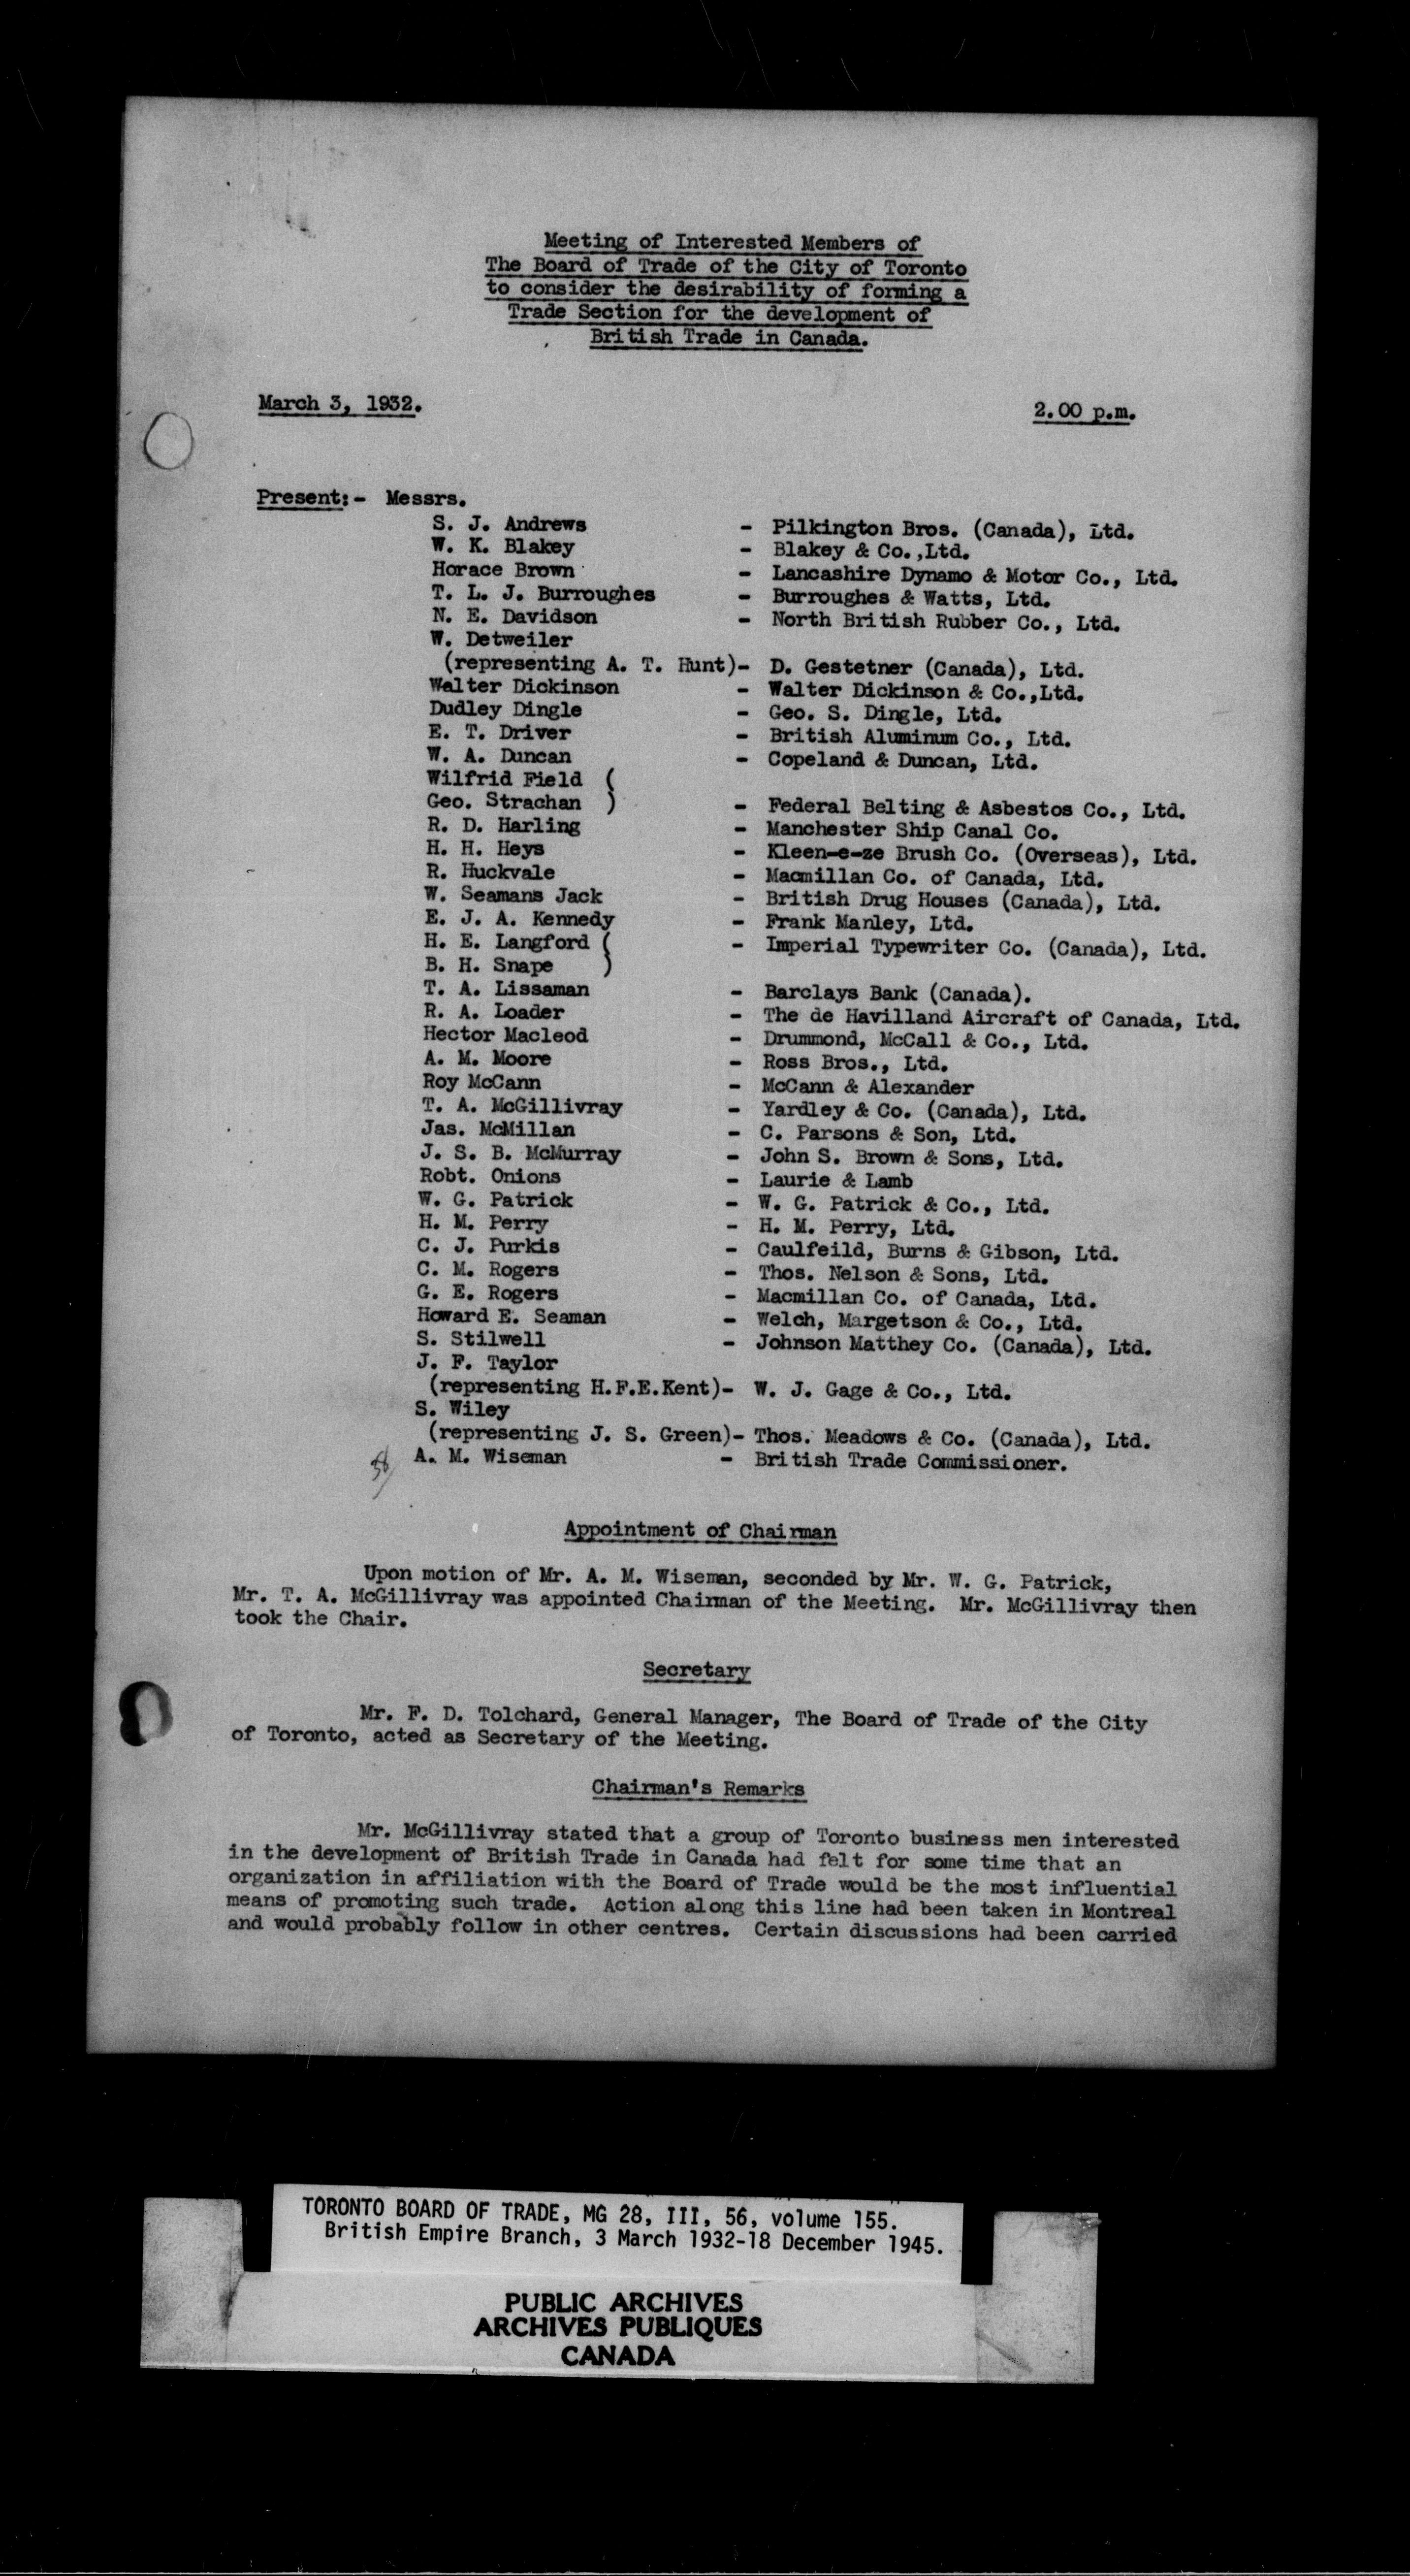 Meeting of Interested Members of
The Board of Trade of the City of Toronto
to consider the desirability of forming a
Trade Section for the development of
British Trade in Canada.
March 3, 1932. 2.00 p.m.
Present:- Messrs.
S. J. Andrews - Pilkington Bros. (Canada), Ltd.
W. K. Blakey - Blakey & Co.,Ltd.
Horace Brown - Lancashire Dynamo & Motor Co., Ltd.
T. L. J. Burroughes - Burroughes & Watts, Ltd.
N. E. Davidson - North British Rubber Co., Ltd.
W. Detweiler
(representing A. T. Hunt)- D. Gestetner (Canada), Ltd.
Walter Dickinson - Walter Dickinson & Co.,Ltd.
Dudley Dingle - Geo. S. Dingle, Ltd.
E. T. Driver - British Aluminum Co., Ltd.
W. A. Duncan - Copeland & Duncan, Ltd.
Wilfrid Field (
Geo. Strachan ) - Federal Belting & Asbestos Co., Ltd.
R. D. Harling - Manchester Ship Canal Co.
H. H. Heys - Kleen-e-ze Brush Co. (Overseas), Ltd.
R. Huckvale - Macmillan Co. of Canada, Ltd.
W. Seamans Jack - British Drug Houses (Canada), Ltd.
E. J. A. Kennedy - Frank Manley, Ltd.
H. E. Langford ( - Imperial Typewriter Co. (Canada), Ltd.
B. H. Snape )
T. A. Lissaman - Barclays Bank (Canada).
R. A. Loader - The de Havilland Aircraft of Canada, Ltd.
Hector Macleod - Drummond, McCall & Co., Ltd.
A. M. Moore - Ross Bros., Ltd.
Roy McCann - McCann & Alexander
T. A. McGillivray - Yardley & Co. (Canada), Ltd.
Jas. McMillan - C. Parsons & Son, Ltd.
J. S. B. McMurray - John S. Brown & Sons, Ltd.
Robt. Onions - Laurie & Lamb
W. G. Patrick - W. G. Patrick & Co., Ltd.
H. M. Perry - H. M. Perry, Ltd.
C. J. Purkis - Caulfeild, Burns & Gibson, Ltd.
C. M. Rogers - Thos. Nelson & Sons, Ltd.
G. E. Rogers - Macmillan Co. of Canada, Ltd.
Howard E. Seaman - Welch, Margetson & Co., Ltd.
S. Stilwell - Johnson Matthey Co. (Canada), Ltd.
J. F. Taylor
(representing H.F.E.Kent)- W. J. Gage & Co., Ltd.
S. Wiley
(representing J. S. Green)- Thos. Meadows & Co. (Canada), Ltd.
A. M. Wiseman - British Trade Commissioner.
Appointment of Chairman
Upon motion of Mr. A. M. Wiseman, seconded by Mr. W. G. Patrick,
Mr. T. A. McGillivray was appointed Chairman of the Meeting. Mr. McGillivray then
took the Chair.
Secretary
Mr. F. D. Tolchard, General Manager, The Board of Trade of the City
of Toronto, acted as Secretary of the Meeting.
Chairman's Remarks
Mr. McGillivray stated that a group of Toronto business men interested
in the development of British Trade in Canada had felt for some time that an
organization in affiliation with the Board of Trade would be the most influential
means of promoting such trade. Action along this line had been taken in Montreal
and would probably follow in other centres. Certain discussions had been carried
TORONTO BOARD OF TRADE, MG 28, III, 56, volume 155.
British Empire Branch, 3 March 1932-18 December 1945.
PUBLIC ARCHIVES
ARCHIVES PUBLIQUES
CANADA